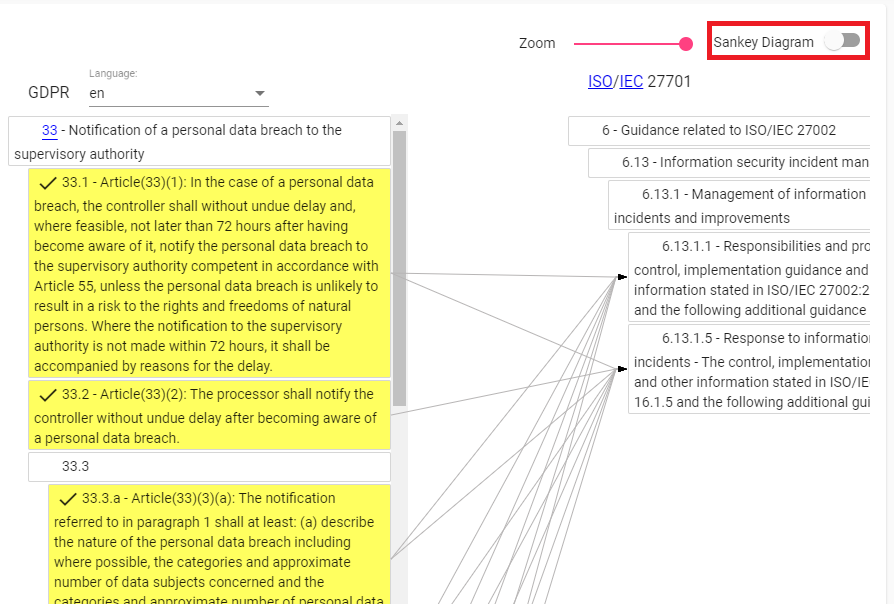 Zoom
Sankey Diagram
GDPR
Language:
en
ISO/IEC 27701
33 - Notification of a personal data breach to the
supervisory authority
33.1 - Article(33)(1): In the case of a personal data
breach, the controller shall without undue delay and,
where feasible, not later than 72 hours after having
become aware of it, notify the personal data breach to
the supervisory authority competent in accordance with
Article 55, unless the personal data breach is unlikely to
result in a risk to the rights and freedoms of natural
persons. Where the notification to the supervisory
authority is not made within 72 hours, it shall be
accompanied by reasons for the delay.
33.2 - Article(33)(2): The processor shall notify the
controller without undue delay after becoming aware of
a personal data breach.
33.3
33.3.a - Article(33)(3)(a): The notification
referred to in paragraph 1 shall at least: (a) describe
the nature of the personal data breach including
where possible, the categories and approximate
number of data subjects concerned and the
categories and approximate number of personal data
6 - Guidance related to ISO/IEC 27002
6.13 - Information security incident man
6.13.1 - Management of information
incidents and improvements
6.13.1.1 - Responsibilities and pro
control, implementation guidance and
information stated in ISO/IEC 27002:2
and the following additional guidance
6.13.1.5 - Response to information
incidents - The control, implementation
and other information stated in ISO/IE
16.1.5 and the following additional gui